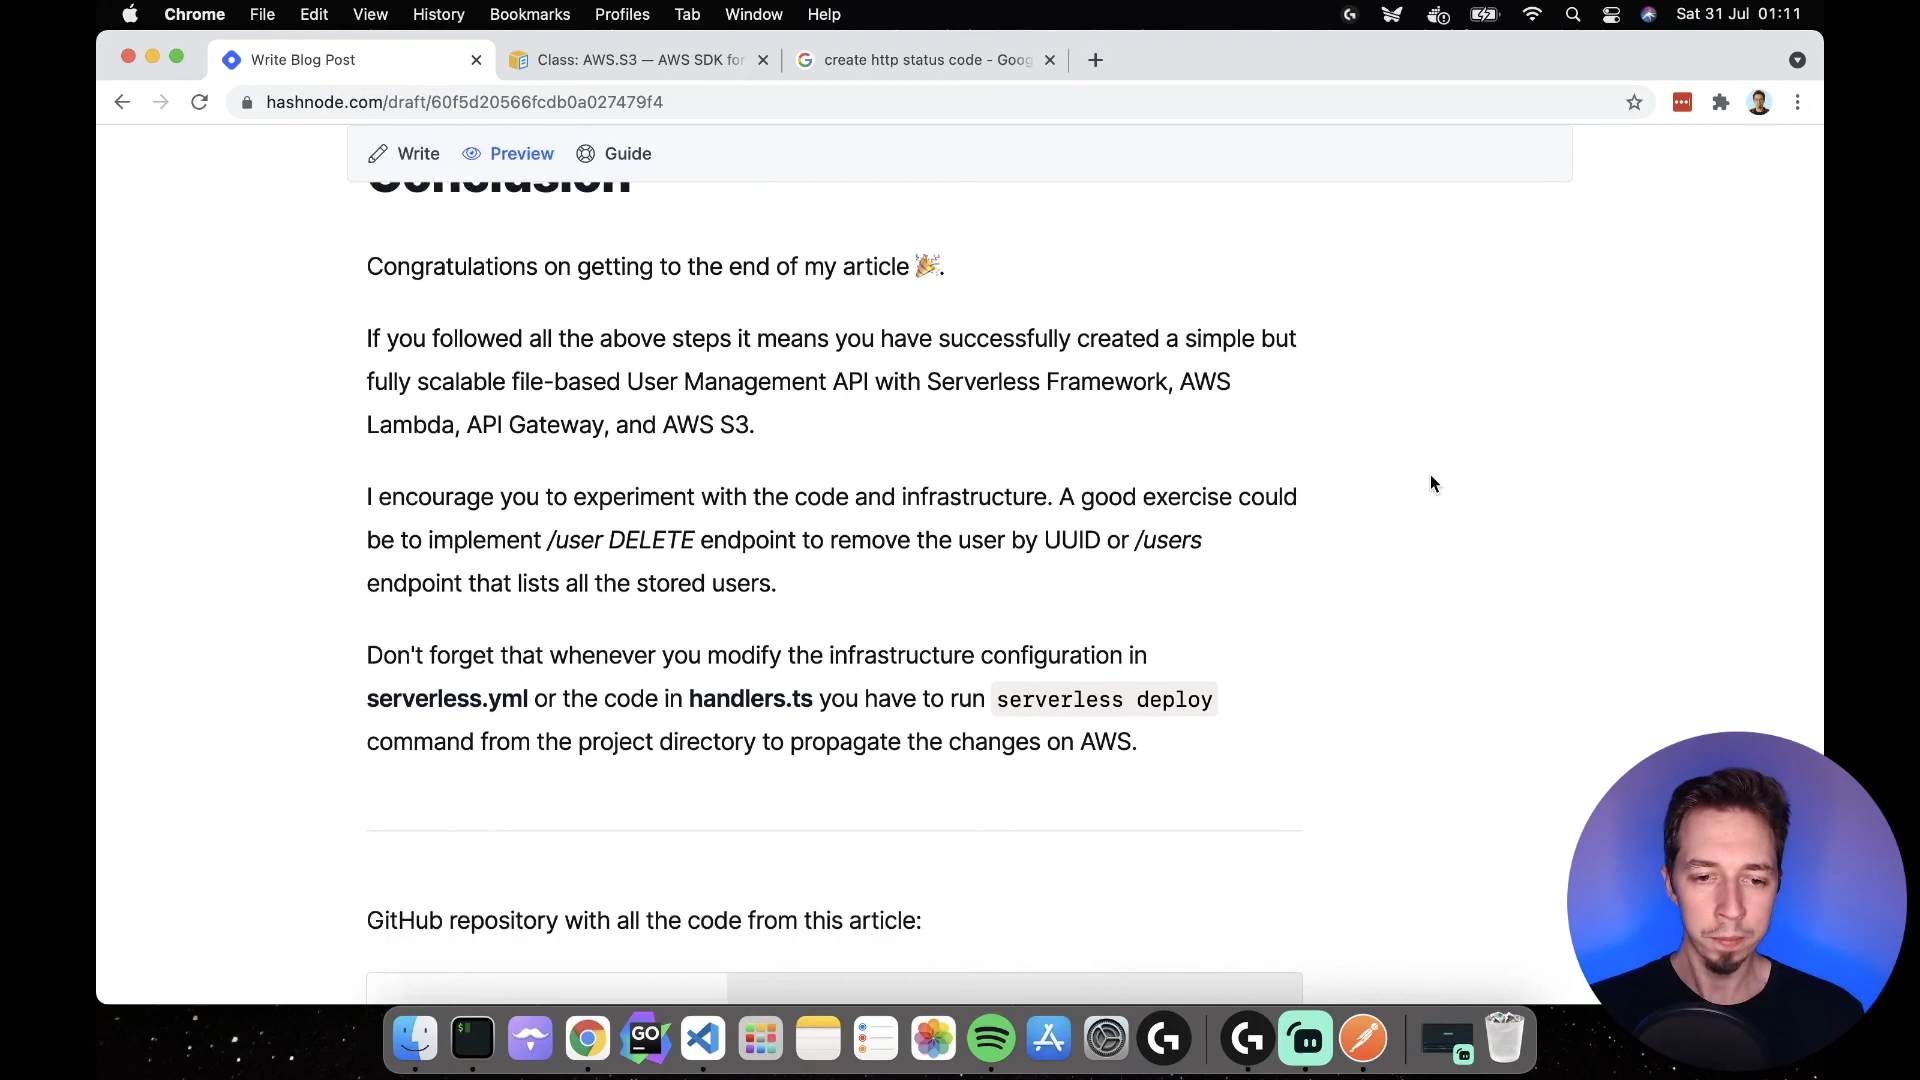 Chrome File Edit View History Bookmarks Profiles Tab Window Help Sat 31 Jul 01:11
Write Blog Post Class: AWS.S3 — AWS SDK for create http status code - Goog
hashnode.com/draft/60f5d20566fcdb0a027479f4
Write Preview Guide
Conclusion
Congratulations on getting to the end of my article 🎉.
If you followed all the above steps it means you have successfully created a simple but
fully scalable file-based User Management API with Serverless Framework, AWS
Lambda, API Gateway, and AWS S3.
I encourage you to experiment with the code and infrastructure. A good exercise could
be to implement /user DELETE endpoint to remove the user by UUID or /users
endpoint that lists all the stored users.
Don't forget that whenever you modify the infrastructure configuration in
serverless.yml or the code in handlers.ts you have to run serverless deploy
command from the project directory to propagate the changes on AWS.
GitHub repository with all the code from this article:
GO